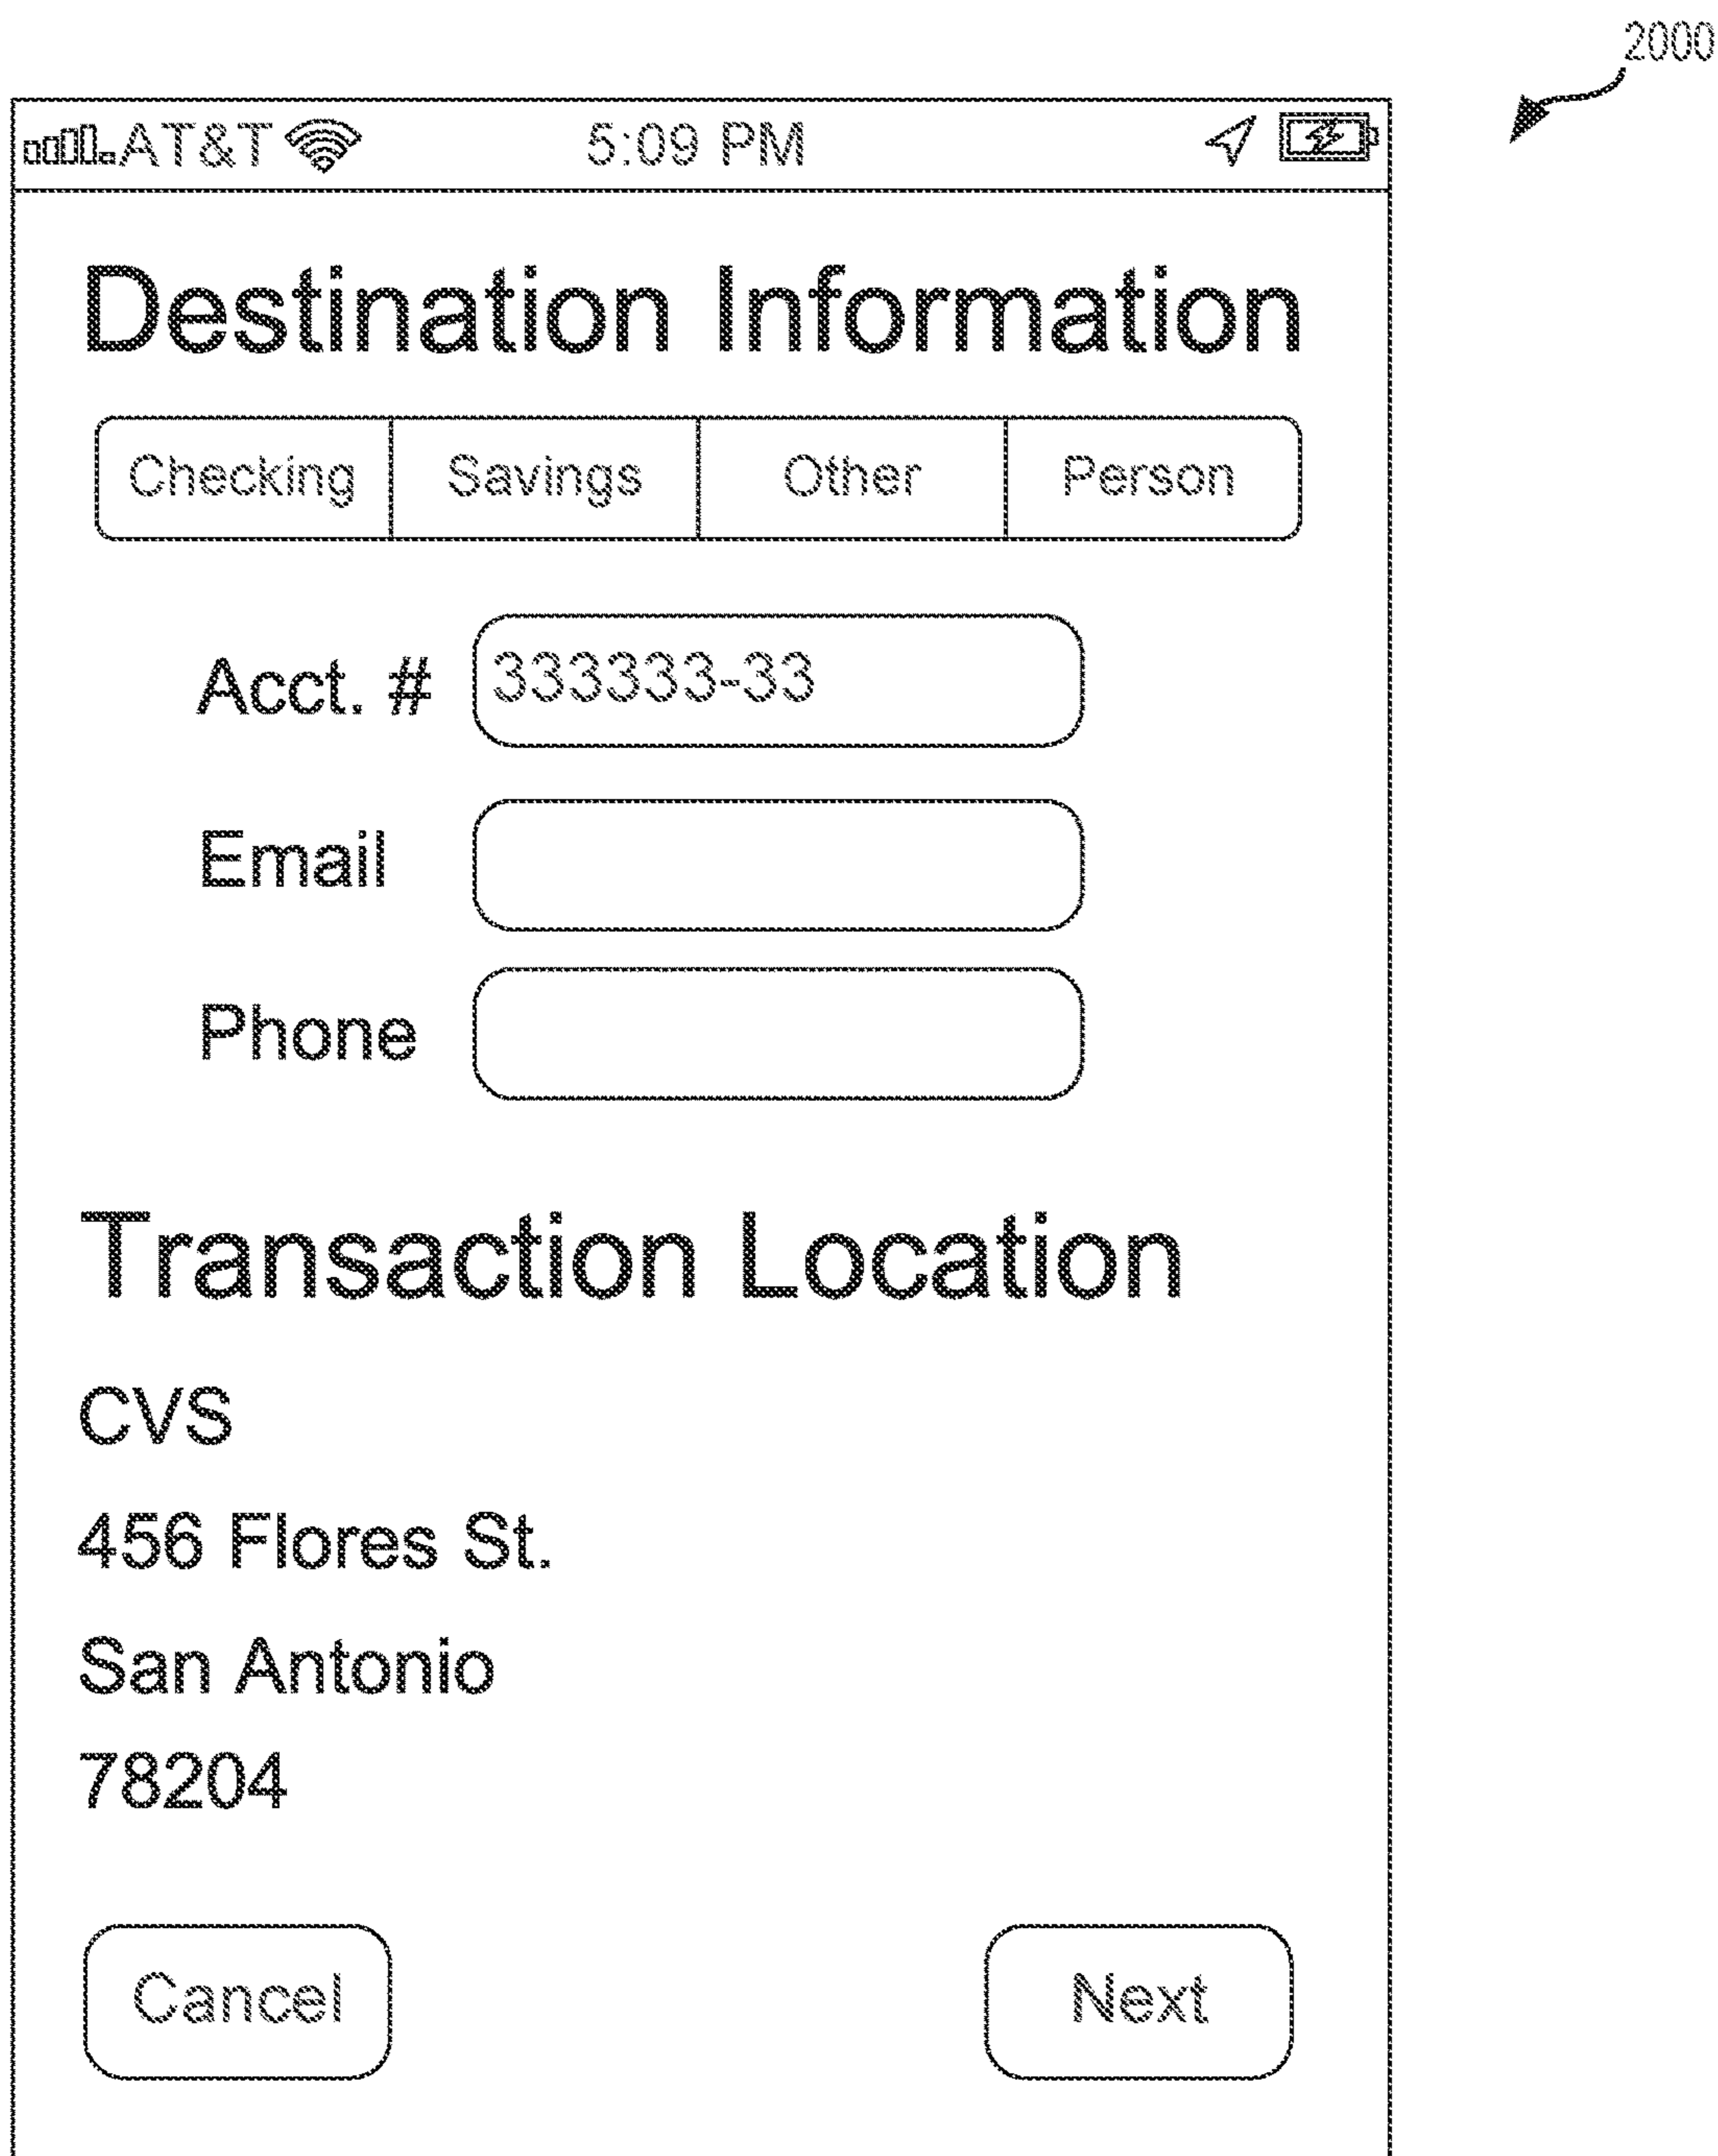 2000
AT&T 5:09 PM
Destination Information
Checking Savings Other Person
Acct. # 333333-33
Email
Phone
Transaction Location
CVS
456 Flores St.
San Antonio
78204
Cancel Next